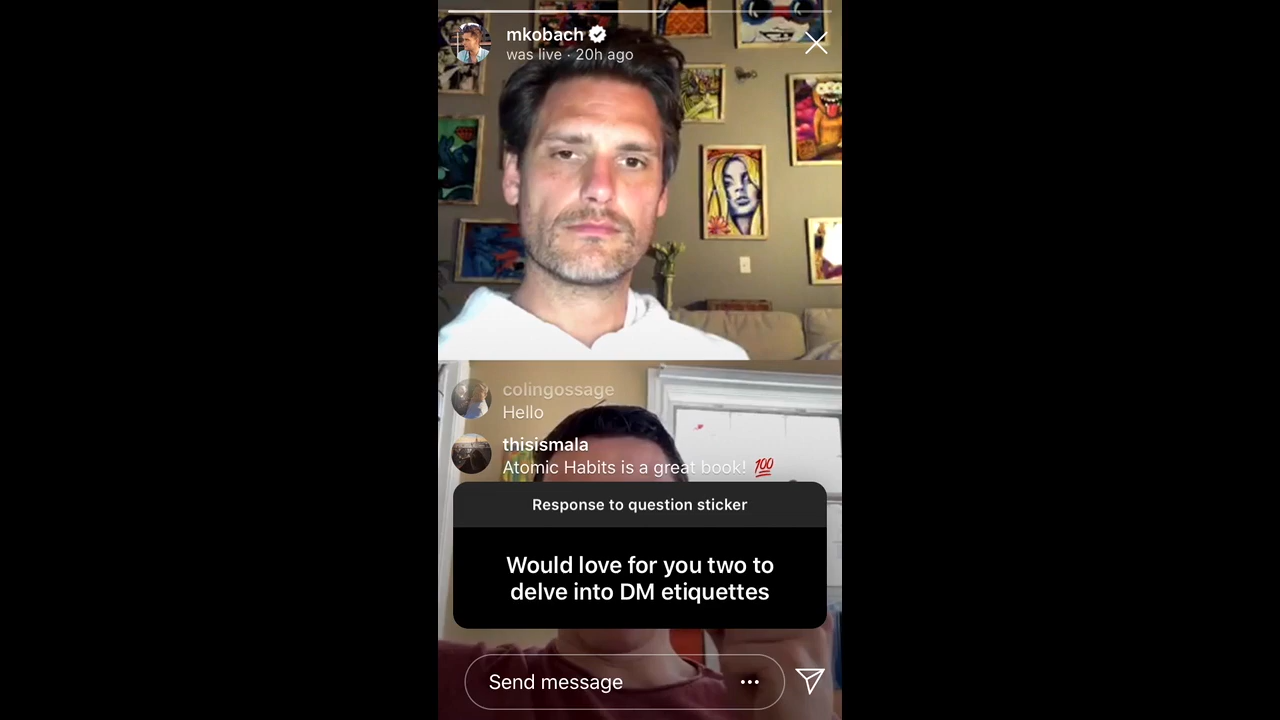 mkobach
was live · 20h ago
colingossage
Hello
thisismala
Atomic Habits is a great book! 💯
Response to question sticker
Would love for you two to
delve into DM etiquettes
Send message